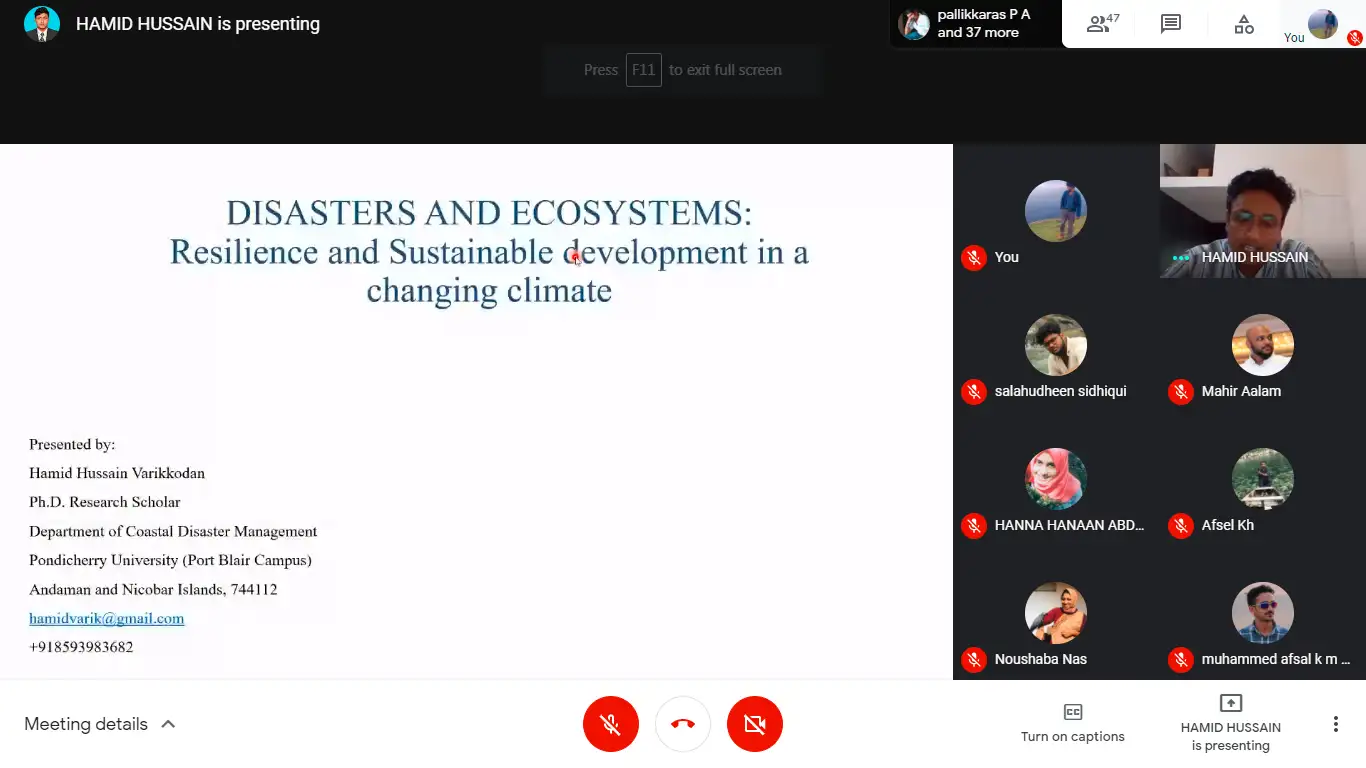 HAMID HUSSAIN is presenting
pallikkaras P A
and 37 more
47
You
Press F11 to exit full screen
DISASTERS AND ECOSYSTEMS:
Resilience and Sustainable development in a
changing climate
Presented by:
Hamid Hussain Varikkodan
Ph.D. Research Scholar
Department of Coastal Disaster Management
Pondicherry University (Port Blair Campus)
Andaman and Nicobar Islands, 744112
hamidvarik@gmail.com
+918593983682
You
HAMID HUSSAIN
salahudheen sidhiqui
Mahir Aalam
HANNA HANAAN ABD...
Afsel Kh
Noushaba Nas
muhammed afsal k m ...
Meeting details
CC
Turn on captions
HAMID HUSSAIN
is presenting